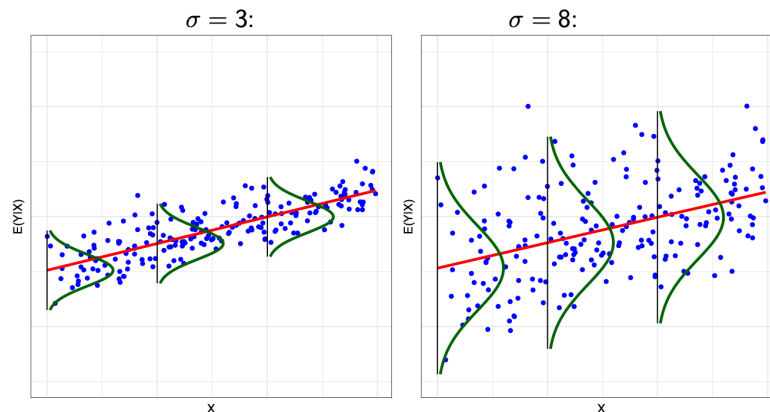 σ = 3:
σ = 8:
E(Y|X)
X
E(Y|X)
X